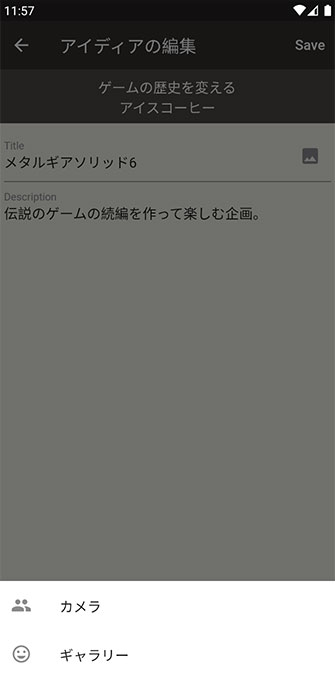 11:57
アイディアの編集
Save
ゲームの歴史を変える
アイスコーヒー
Title
メタルギアソリッド6
Description
伝説のゲームの続編を作って楽しむ企画。
カメラ
ギャラリー